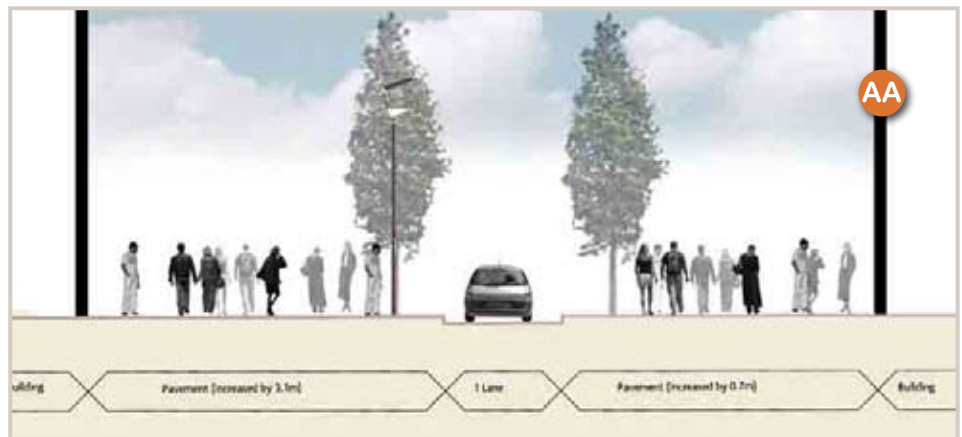 AA
uilding
Pavement (increased by 3.1m)
1 Lane
Pavement (increased by 0.7m)
Building